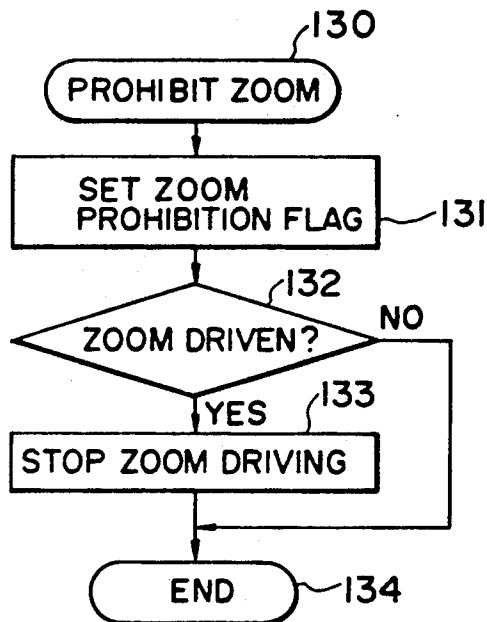 130
PROHIBIT ZOOM
SET ZOOM
PROHIBITION FLAG
131
132
ZOOM DRIVEN?
NO
YES
133
STOP ZOOM DRIVING
END
134